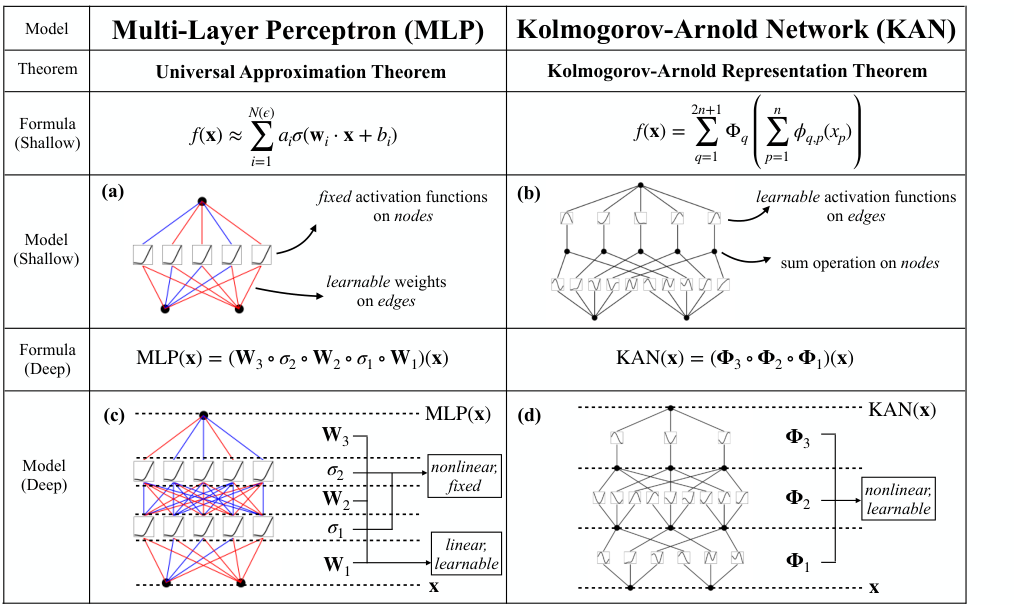 Model
Multi-Layer Perceptron (MLP)
Kolmogorov-Arnold Network (KAN)
Theorem
Universal Approximation Theorem
Kolmogorov-Arnold Representation Theorem
Formula
(Shallow)
f(x) ≈ ∑_{i=1}^{N(ϵ)} a_i σ(w_i · x + b_i)
f(x) = ∑_{q=1}^{2n+1} Φ_q ( ∑_{p=1}^{n} ϕ_{q,p}(x_p) )
Model
(Shallow)
(a)
fixed activation functions
on nodes
learnable weights
on edges
(b)
learnable activation functions
on edges
sum operation on nodes
Formula
(Deep)
MLP(x) = (W_3 ∘ σ_2 ∘ W_2 ∘ σ_1 ∘ W_1)(x)
KAN(x) = (Φ_3 ∘ Φ_2 ∘ Φ_1)(x)
Model
(Deep)
(c)
MLP(x)
W_3
σ_2
nonlinear,
fixed
W_2
σ_1
W_1
linear,
learnable
x
(d)
KAN(x)
Φ_3
Φ_2
nonlinear,
learnable
Φ_1
x